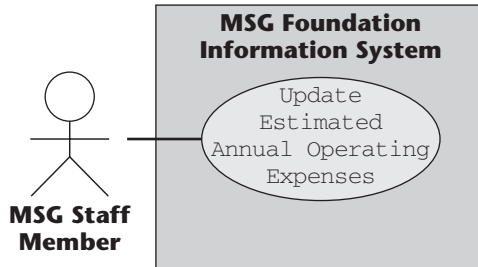 MSG Foundation
Information System
Update
Estimated
Annual Operating
Expenses
MSG Staff
Member